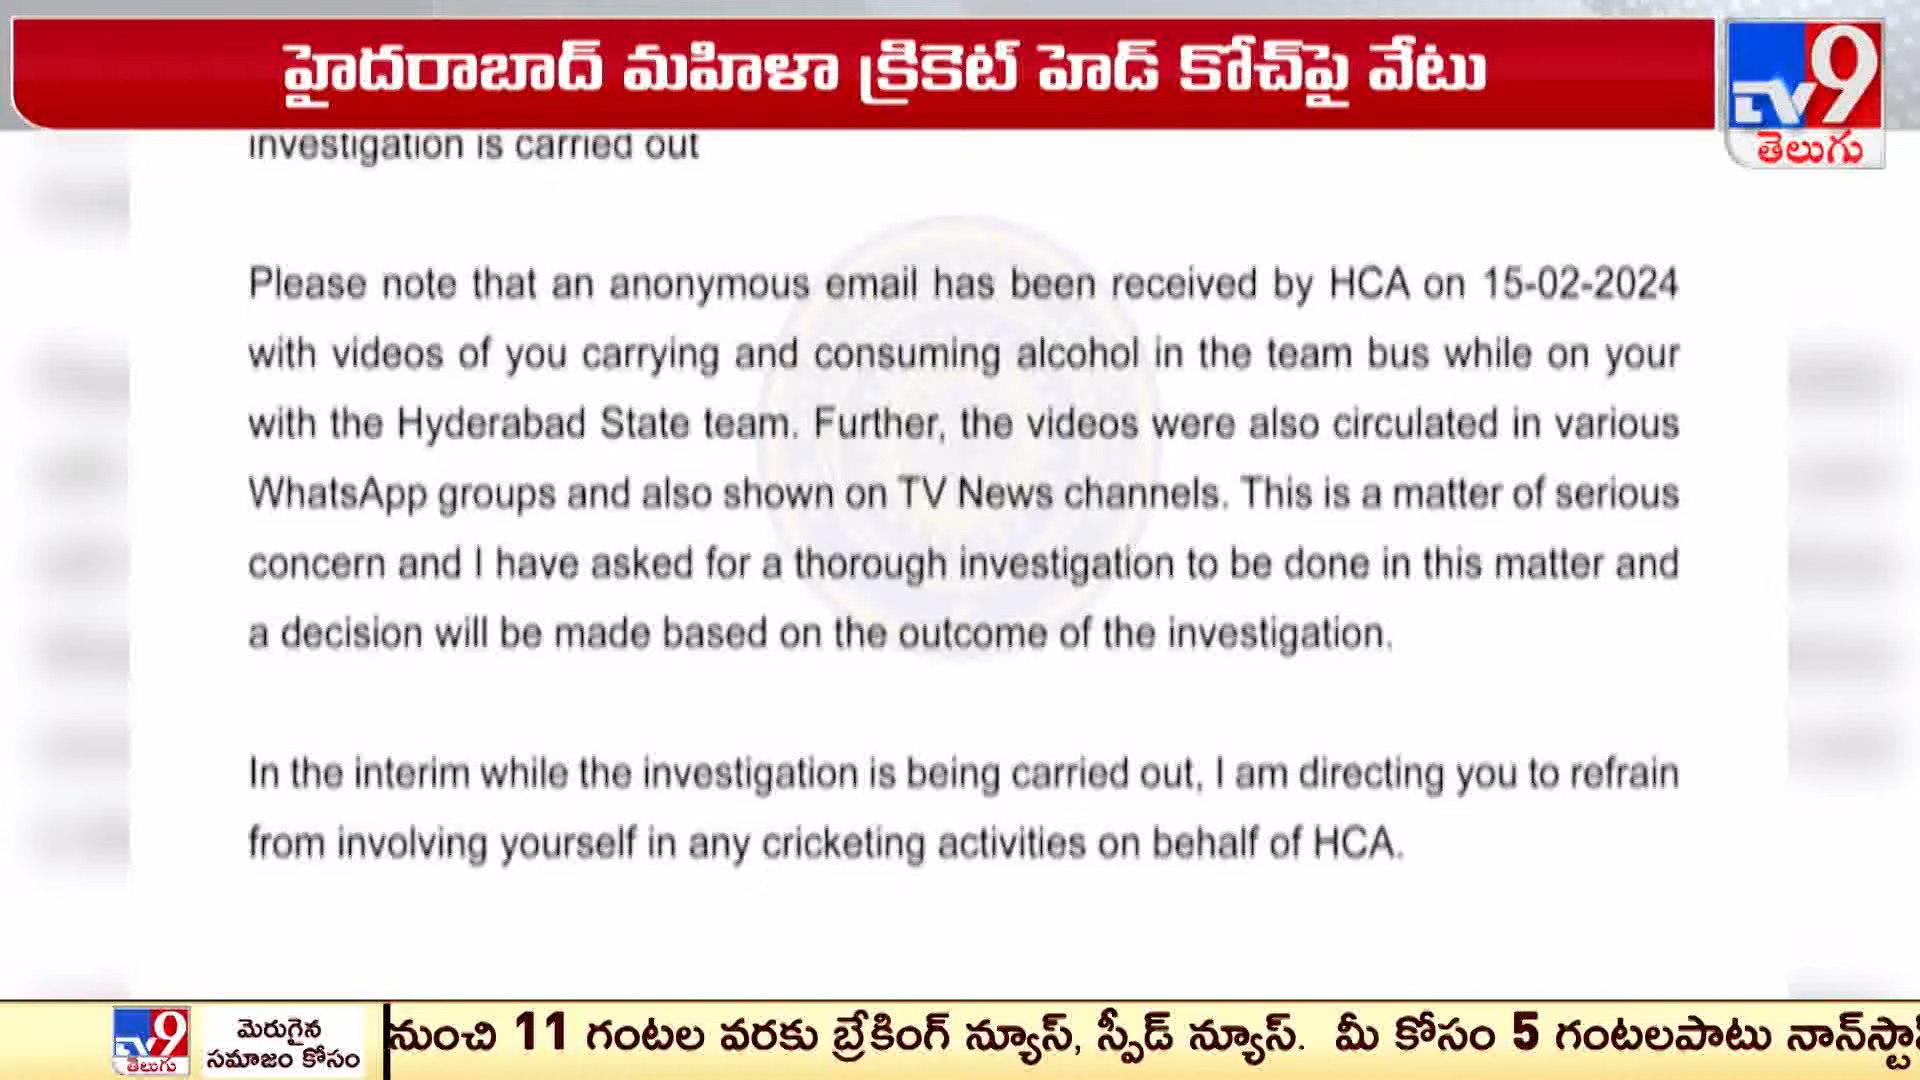 హైదరాబాద్ మహిళా క్రికెట్ హెడ్ కోచ్‌పై వేటు
TV9
తెలుగు
investigation is carried out
Please note that an anonymous email has been received by HCA on 15-02-2024
with videos of you carrying and consuming alcohol in the team bus while on your
with the Hyderabad State team. Further, the videos were also circulated in various
WhatsApp groups and also shown on TV News channels. This is a matter of serious
concern and I have asked for a thorough investigation to be done in this matter and
a decision will be made based on the outcome of the investigation.
In the interim while the investigation is being carried out, I am directing you to refrain
from involving yourself in any cricketing activities on behalf of HCA.
TV9
తెలుగు
మెరుగైన
సమాజం కోసం
నుంచి 11 గంటల వరకు బ్రేకింగ్ న్యూస్, స్పీడ్ న్యూస్. మీ కోసం 5 గంటలపాటు